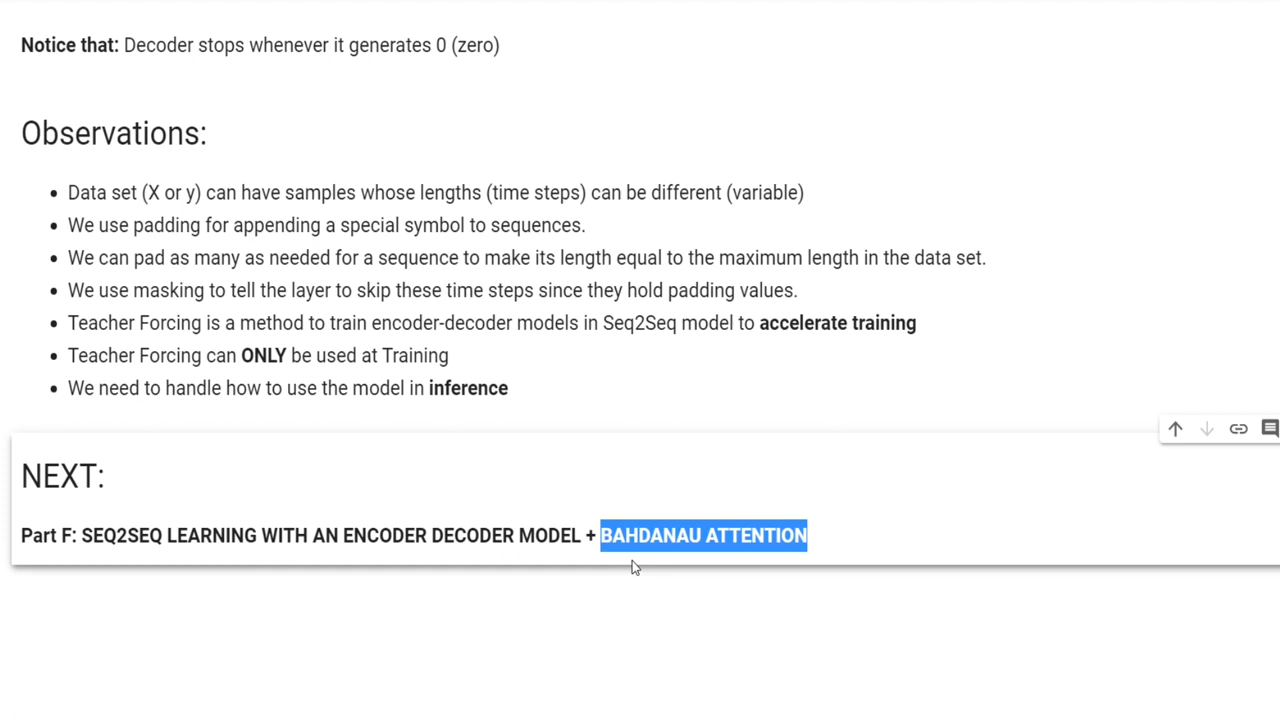 Notice that: Decoder stops whenever it generates 0 (zero)
Observations:
• Data set (X or y) can have samples whose lengths (time steps) can be different (variable)
• We use padding for appending a special symbol to sequences.
• We can pad as many as needed for a sequence to make its length equal to the maximum length in the data set.
• We use masking to tell the layer to skip these time steps since they hold padding values.
• Teacher Forcing is a method to train encoder-decoder models in Seq2Seq model to accelerate training
• Teacher Forcing can ONLY be used at Training
• We need to handle how to use the model in inference
NEXT:
Part F: SEQ2SEQ LEARNING WITH AN ENCODER DECODER MODEL + BAHDANAU ATTENTION